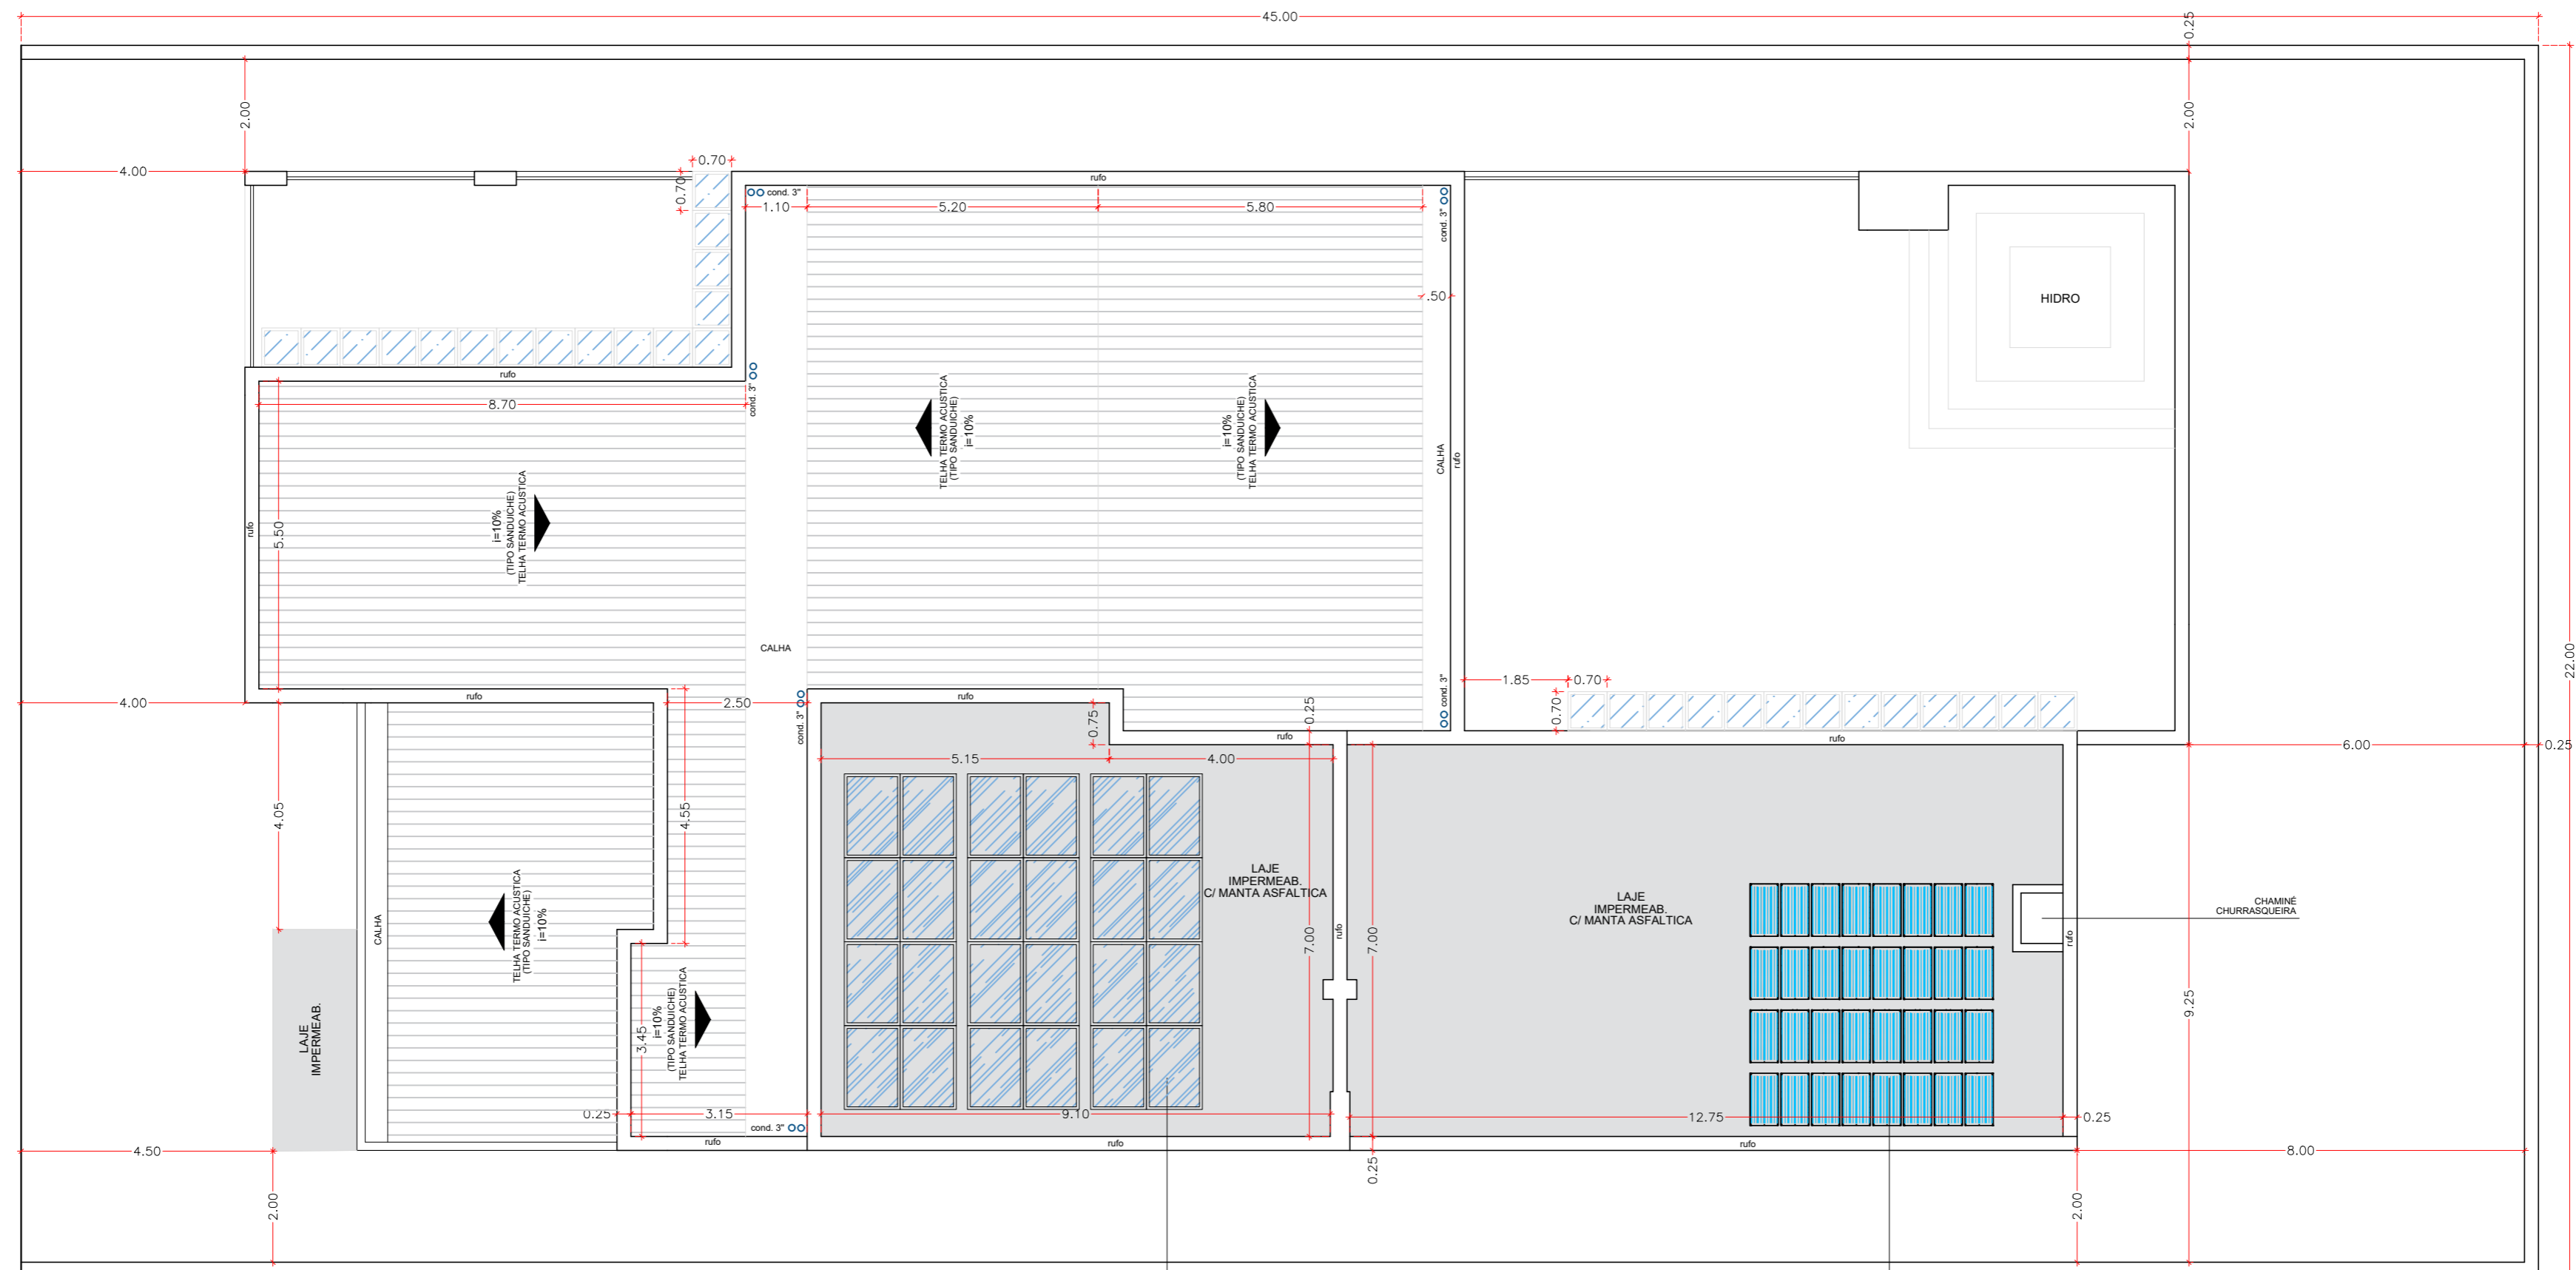 45.00
0.25
2.00
2.00
4.00
0.70
0.70
rufo
cond. 3"
cond. 3"
1.10
5.20
5.80
.50
HIDRO
rufo
cond. 3"
8.70
TELHA TERMO ACUSTICA
(TIPO SANDUICHE)
i=10%
i=10%
(TIPO SANDUICHE)
TELHA TERMO ACUSTICA
CALHA
rufo
rufo
5.50
i=10%
(TIPO SANDUICHE)
TELHA TERMO ACUSTICA
CALHA
22.00
4.00
rufo
2.50
cond. 3"
rufo
0.75
0.25
cond. 3"
1.85
0.70
0.70
rufo
rufo
6.00
0.25
5.15
4.00
4.05
4.55
LAJE
IMPERMEAB.
C/ MANTA ASFALTICA
LAJE
IMPERMEAB.
C/ MANTA ASFALTICA
CHAMINÉ
CHURRASQUEIRA
CALHA
TELHA TERMO ACUSTICA
(TIPO SANDUICHE)
i=10%
7.00
rufo
7.00
rufo
9.25
LAJE
IMPERMEAB.
3.45
i=10%
(TIPO SANDUICHE)
TELHA TERMO ACUSTICA
0.25
3.15
9.10
12.75
0.25
cond. 3"
rufo
rufo
rufo
4.50
0.25
8.00
2.00
2.00